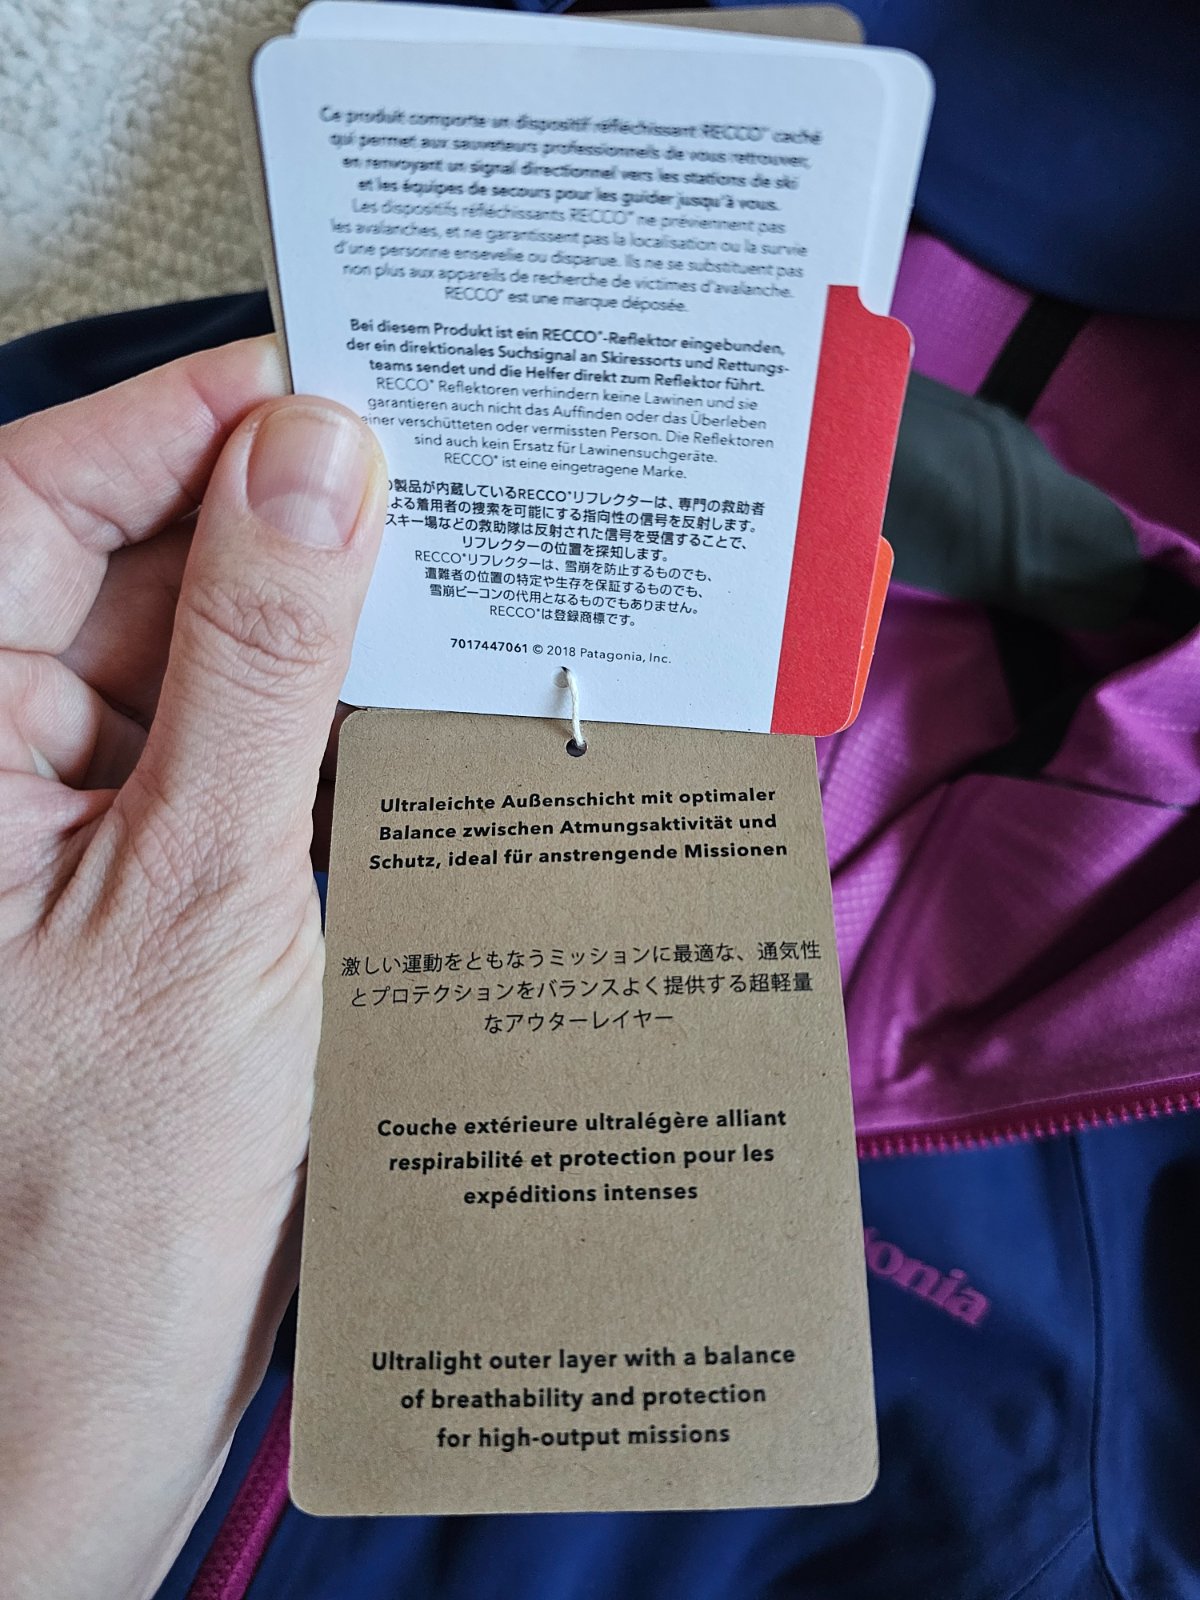 Ce produit comporte un dispositif réfléchissant RECCO® caché
qui permet aux sauveteurs professionnels de vous retrouver,
en renvoyant un signal directionnel vers les stations de ski
et les équipes de secours pour les guider jusqu'à vous.
Les dispositifs réfléchissants RECCO® ne préviennent pas
les avalanches, et ne garantissent pas la localisation ou la survie
d'une personne ensevelie ou disparue. Ils ne se substituent pas
non plus aux appareils de recherche de victimes d'avalanche.
RECCO® est une marque déposée.
Bei diesem Produkt ist ein RECCO®-Reflektor eingebunden,
der ein direktionales Suchsignal an Skiressorts und Rettungs-
teams sendet und die Helfer direkt zum Reflektor führt.
RECCO® Reflektoren verhindern keine Lawinen und sie
garantieren auch nicht das Auffinden oder das Überleben
einer verschütteten oder vermissten Person. Die Reflektoren
sind auch kein Ersatz für Lawinensuchgeräte.
RECCO® ist eine eingetragene Marke.
の製品が内蔵しているRECCO®リフレクターは、専門の救助者
よる着用者の捜索を可能にする指向性の信号を反射します。
スキー場などの救助隊は反射された信号を受信することで、
リフレクターの位置を探知します。
RECCO®リフレクターは、雪崩を防止するものでも、
遭難者の位置の特定や生存を保証するものでも、
雪崩ビーコンの代用となるものでもありません。
RECCO®は登録商標です。
7017447061 © 2018 Patagonia, Inc.
Ultraleichte Außenschicht mit optimaler
Balance zwischen Atmungsaktivität und
Schutz, ideal für anstrengende Missionen
激しい運動をともなうミッションに最適な、通気性
とプロテクションをバランスよく提供する超軽量
なアウターレイヤー
Couche extérieure ultralégère alliant
respirabilité et protection pour les
expéditions intenses
onia
Ultralight outer layer with a balance
of breathability and protection
for high-output missions